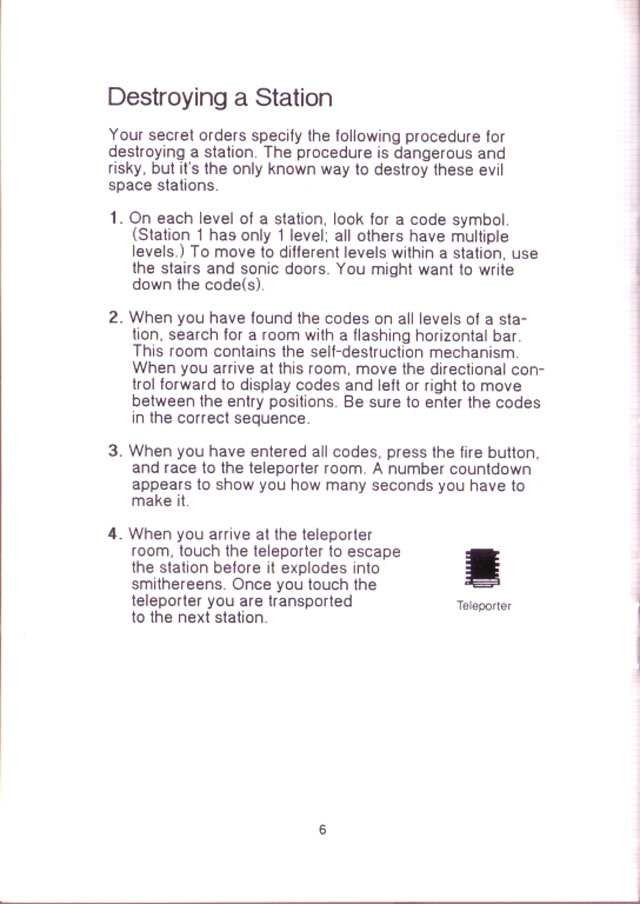 Destroying a Station
Your secret orders specify the following procedure for
destroying a station. The procedure is dangerous and
risky, but it's the only known way to destroy these evil
space stations.
1. On each level of a station, look for a code symbol.
(Station 1 has only 1 level; all others have multiple
levels.) To move to different levels within a station, use
the stairs and sonic doors. You might want to write
down the code(s).
2. When you have found the codes on all levels of a sta-
tion, search for a room with a flashing horizontal bar.
This room contains the self-destruction mechanism.
When you arrive at this room, move the directional con-
trol forward to display codes and left or right to move
between the entry positions. Be sure to enter the codes
in the correct sequence.
3. When you have entered all codes, press the fire button,
and race to the teleporter room. A number countdown
appears to show you how many seconds you have to
make it.
4. When you arrive at the teleporter
room, touch the teleporter to escape
the station before it explodes into
smithereens. Once you touch the
teleporter you are transported
to the next station.
Teleporter
6